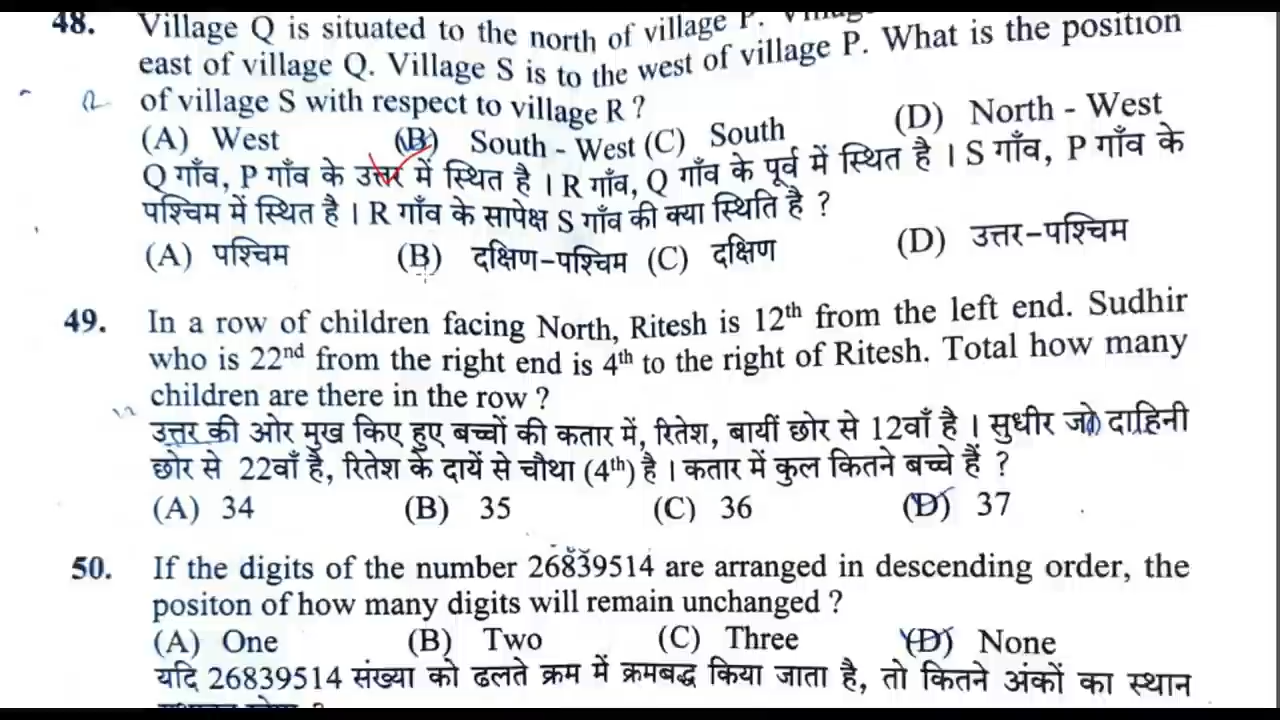 48. Village Q is situated to the north of village P.
east of village Q. Village S is to the west of village P. What is the position
of village S with respect to village R ?
(A) West (B) South - West (C) South (D) North - West
Q गाँव, P गाँव के उत्तर में स्थित है । R गाँव, Q गाँव के पूर्व में स्थित है । S गाँव, P गाँव के
पश्चिम में स्थित है । R गाँव के सापेक्ष S गाँव की क्या स्थिति है ?
(A) पश्चिम (B) दक्षिण-पश्चिम (C) दक्षिण (D) उत्तर-पश्चिम
49. In a row of children facing North, Ritesh is 12th from the left end. Sudhir
who is 22nd from the right end is 4th to the right of Ritesh. Total how many
children are there in the row ?
उत्तर की ओर मुख किए हुए बच्चों की कतार में, रितेश, बायीं छोर से 12वाँ है । सुधीर जो दाहिनी
छोर से 22वाँ है, रितेश के दायें से चौथा (4th) है । कतार में कुल कितने बच्चे हैं ?
(A) 34 (B) 35 (C) 36 (D) 37
50. If the digits of the number 26839514 are arranged in descending order, the
positon of how many digits will remain unchanged ?
(A) One (B) Two (C) Three (D) None
यदि 26839514 संख्या को ढलते क्रम में क्रमबद्ध किया जाता है, तो कितने अंकों का स्थान